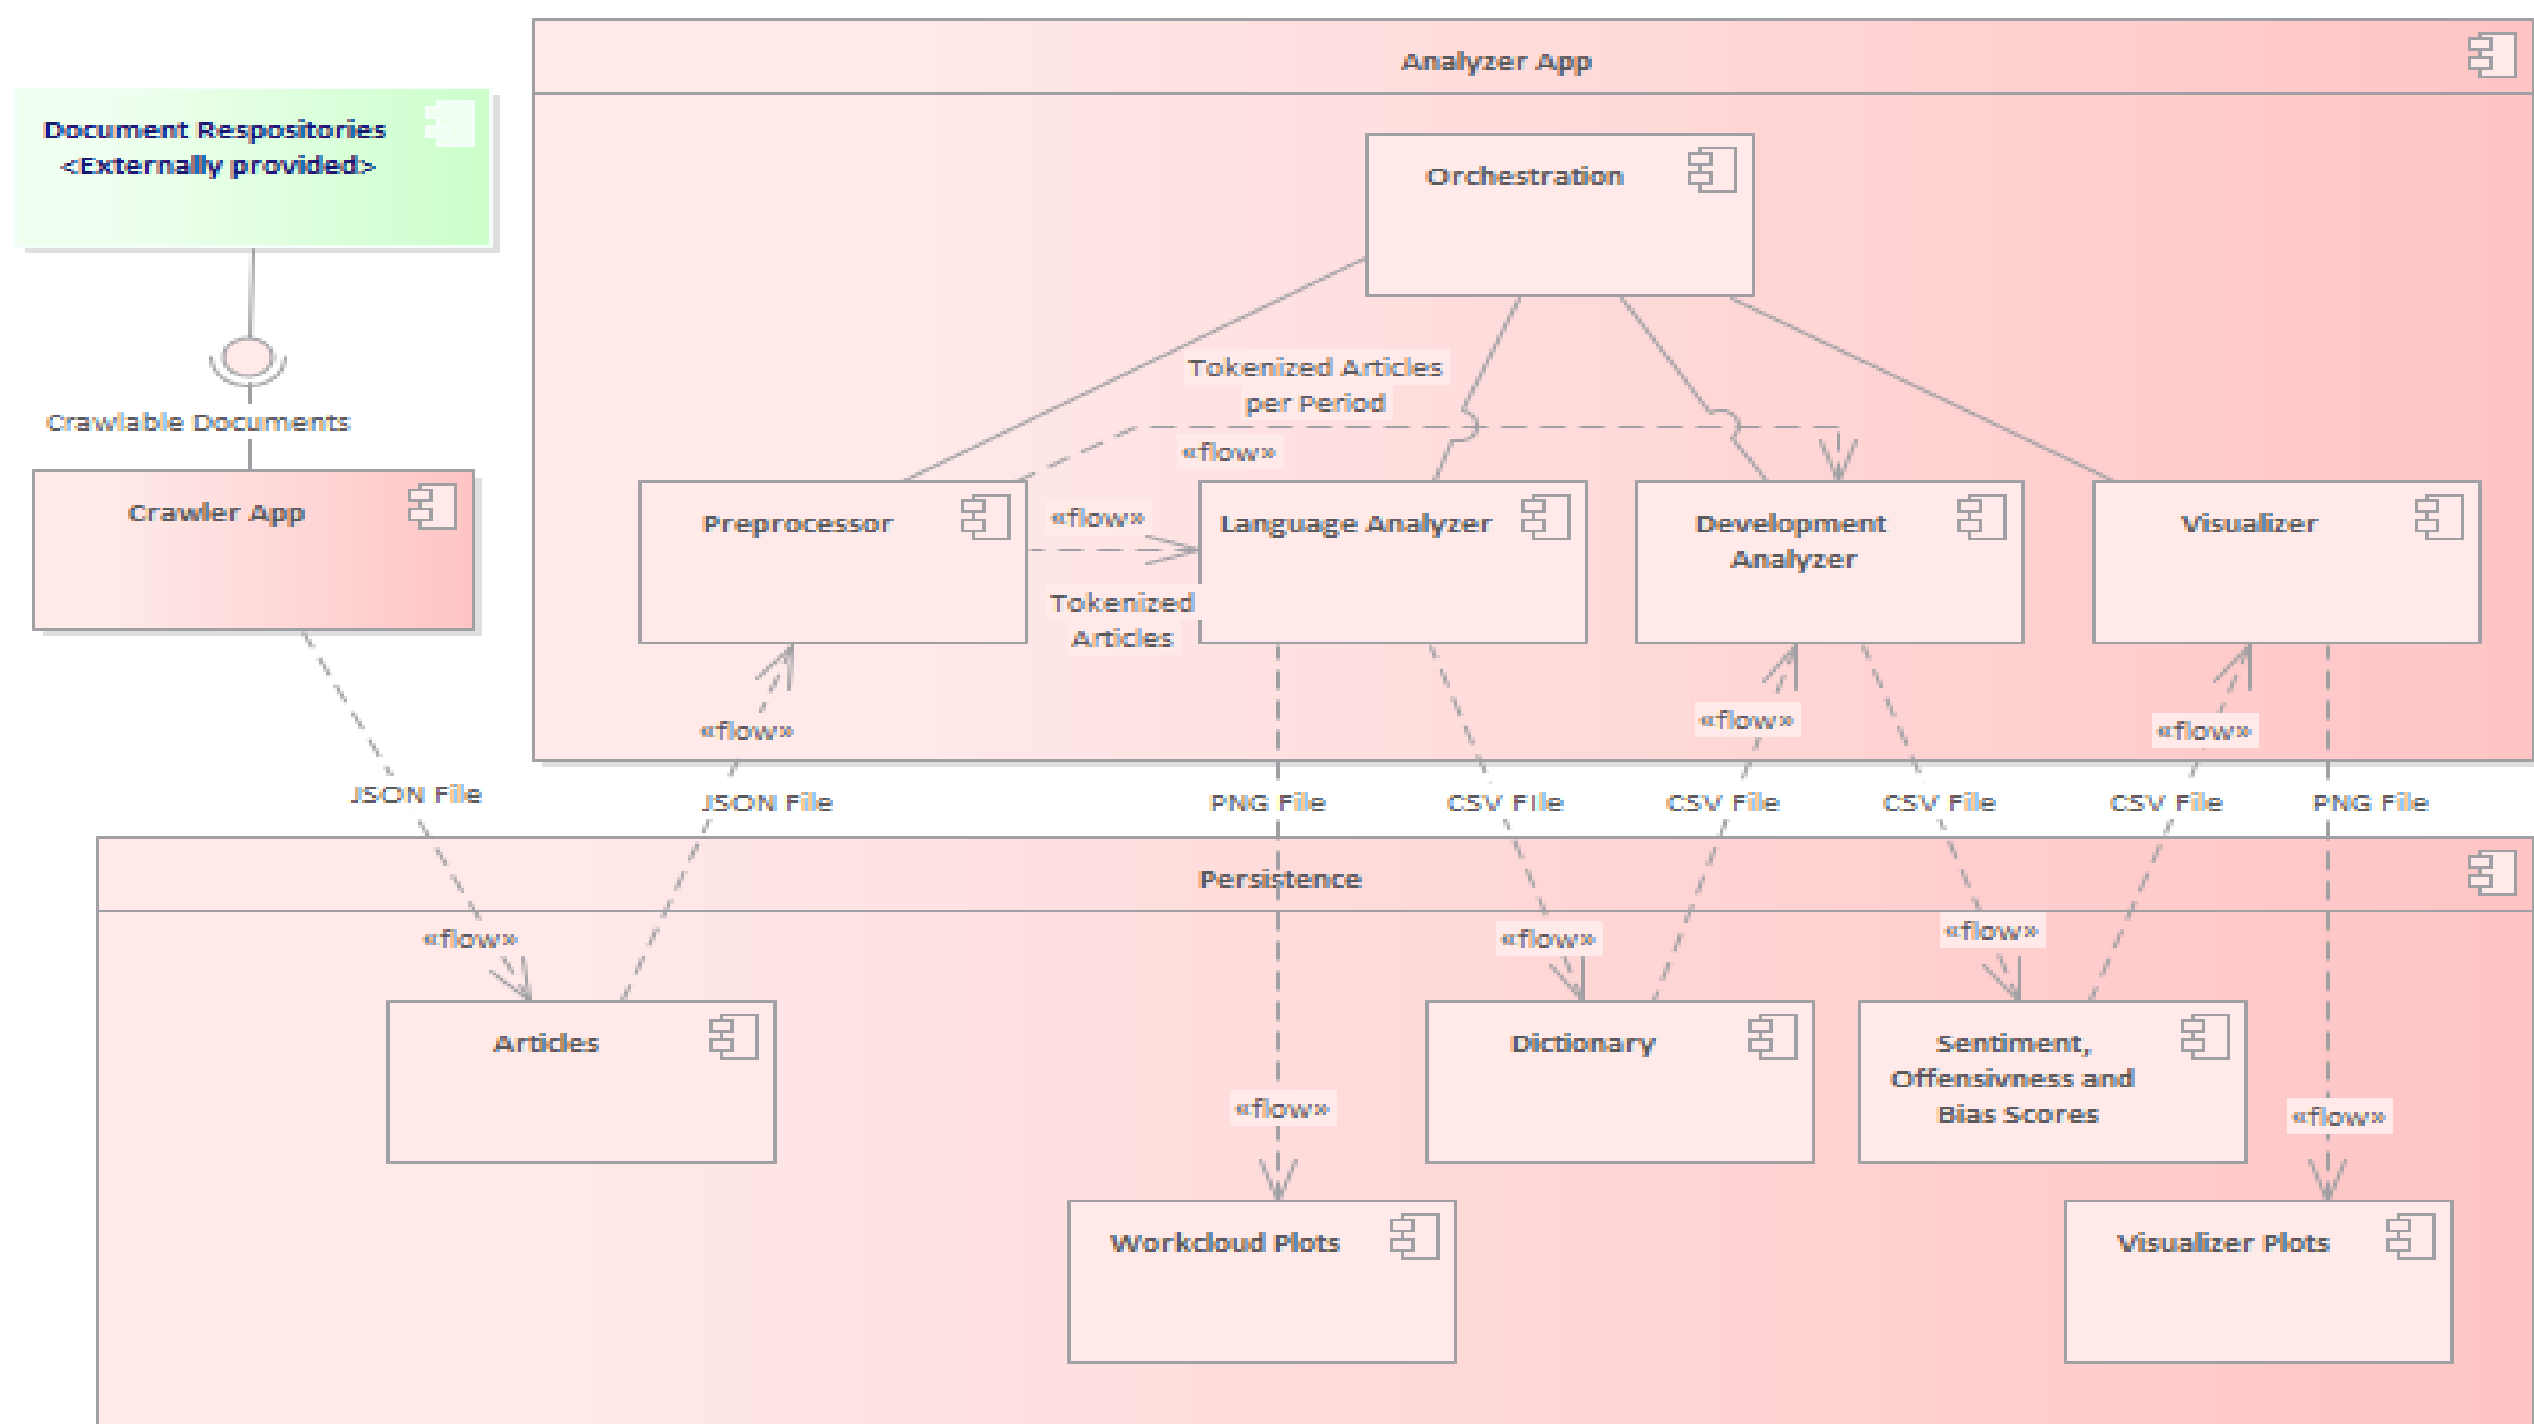 Analyzer App
Document Respositories
<Externally provided>
Orchestration
Tokenized Articles
per Period
«flow»
Crawlable Documents
Crawler App
Preprocessor
«flow»
Tokenized
Articles
Language Analyzer
Development
Analyzer
Visualizer
«flow»
«flow»
«flow»
JSON File
JSON File
PNG File
CSV FIle
CSV File
CSV File
CSV File
PNG File
Persistence
«flow»
«flow»
«flow»
Articles
Dictionary
Sentiment,
Offensivness and
Bias Scores
«flow»
«flow»
Workcloud Plots
Visualizer Plots